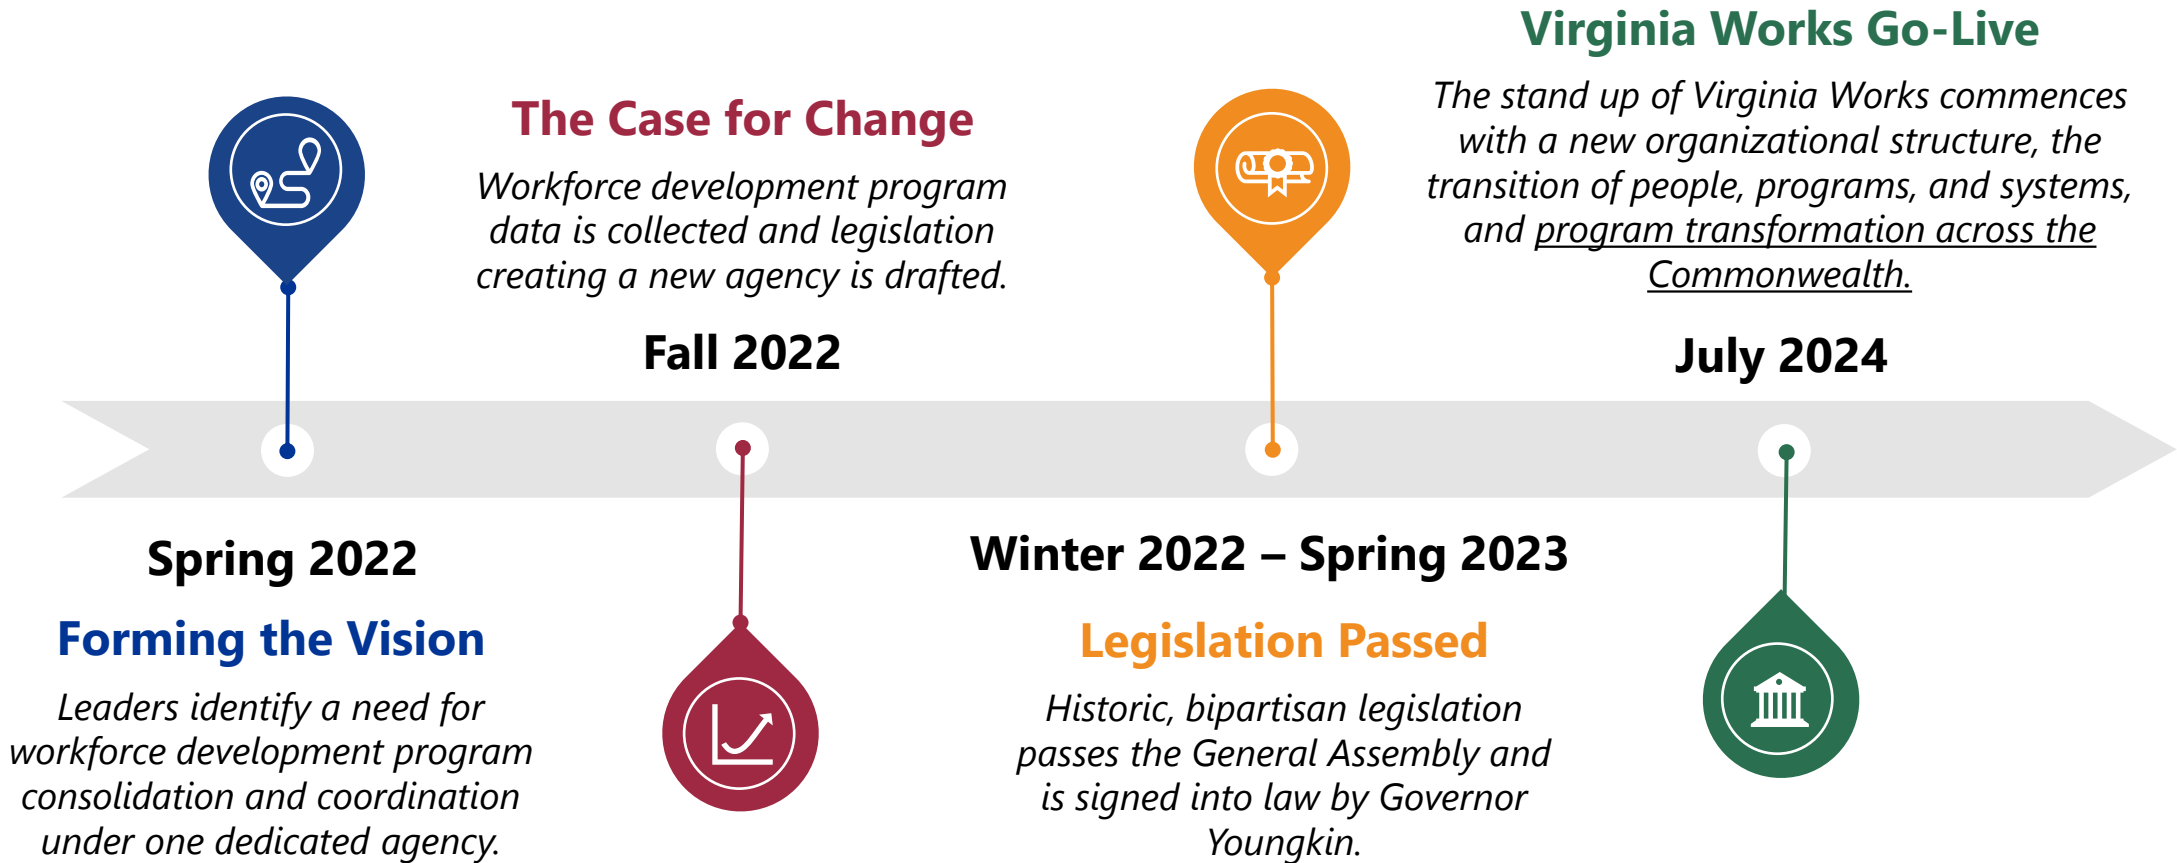 Spring 2022
Forming the Vision
Leaders identify a need for
workforce development program
consolidation and coordination
under one dedicated agency.
The Case for Change
Workforce development program
data is collected and legislation
creating a new agency is drafted.
Fall 2022
Winter 2022 – Spring 2023
Legislation Passed
Historic, bipartisan legislation
passes the General Assembly and
is signed into law by Governor
Youngkin.
Virginia Works Go-Live
The stand up of Virginia Works commences
with a new organizational structure, the
transition of people, programs, and systems,
and program transformation across the
Commonwealth.
July 2024